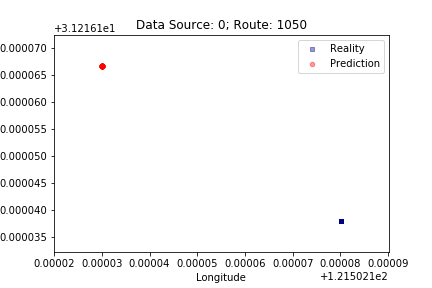 Data Source: 0; Route: 1050
+3.12161e1
0.000070
0.000065
0.000060
0.000055
0.000050
0.000045
0.000040
0.000035
Reality
Prediction
0.00002 0.00003 0.00004 0.00005 0.00006 0.00007 0.00008 0.00009
Longitude
+1.215021e2